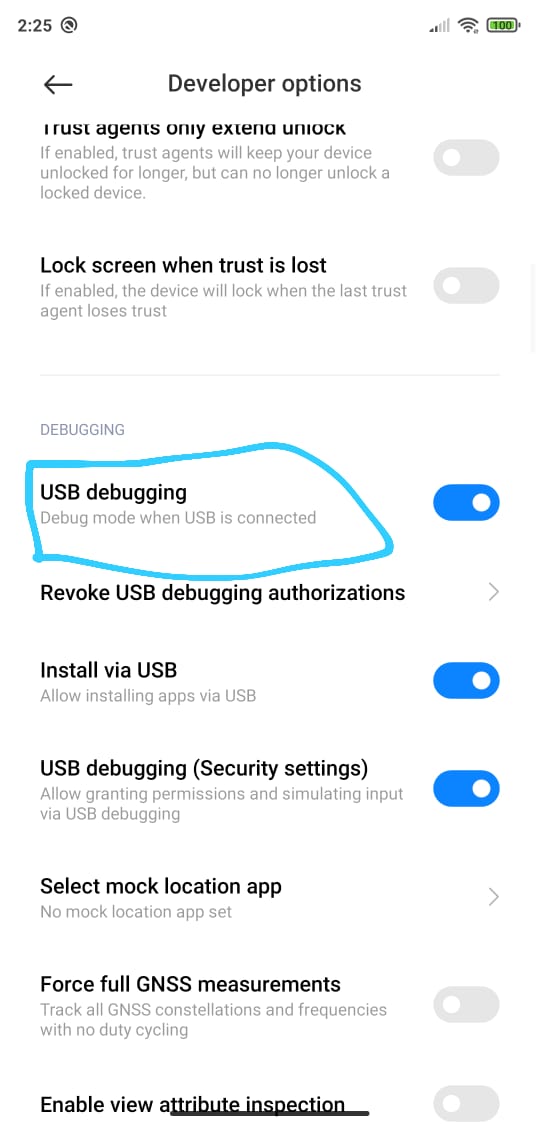 2:25
100
Developer options
Trust agents only extend unlock
If enabled, trust agents will keep your device
unlocked for longer, but can no longer unlock a
locked device.
Lock screen when trust is lost
If enabled, the device will lock when the last trust
agent loses trust
DEBUGGING
USB debugging
Debug mode when USB is connected
Revoke USB debugging authorizations
Install via USB
Allow installing apps via USB
USB debugging (Security settings)
Allow granting permissions and simulating input
via USB debugging
Select mock location app
No mock location app set
Force full GNSS measurements
Track all GNSS constellations and frequencies
with no duty cycling
Enable view attribute inspection